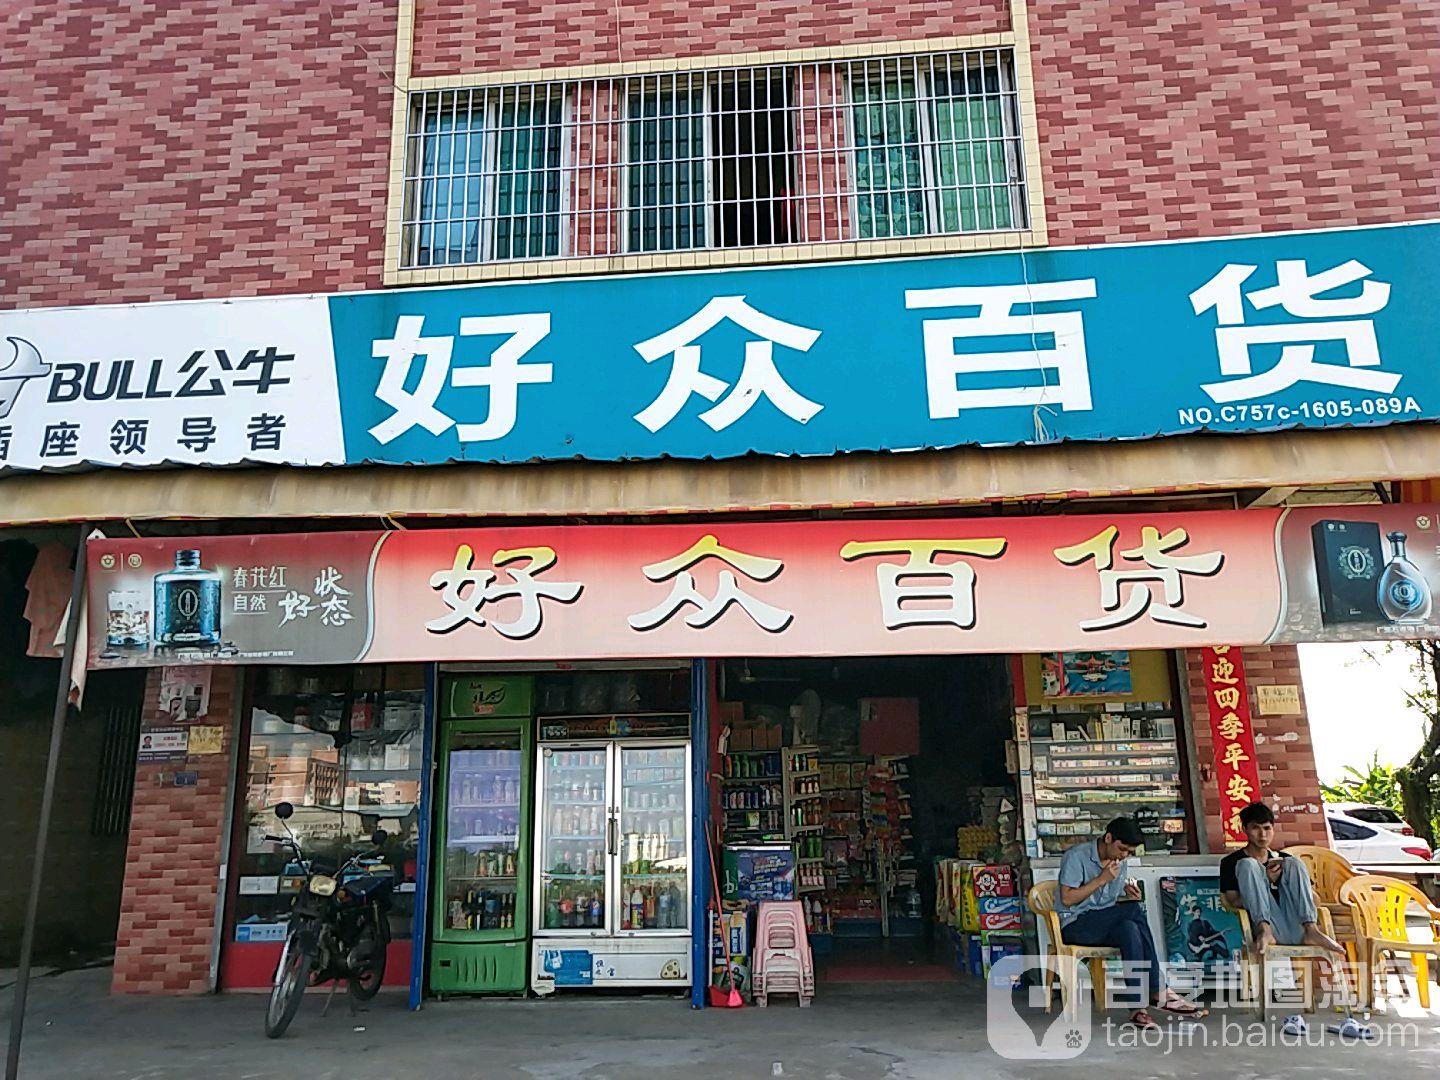 BULL公牛
插座领导者
好众百货
NO.C757c-1605-089A
春花红
自然
好状态
好众百货
迎四季平安
百度地图淘金
taojin.baidu.com